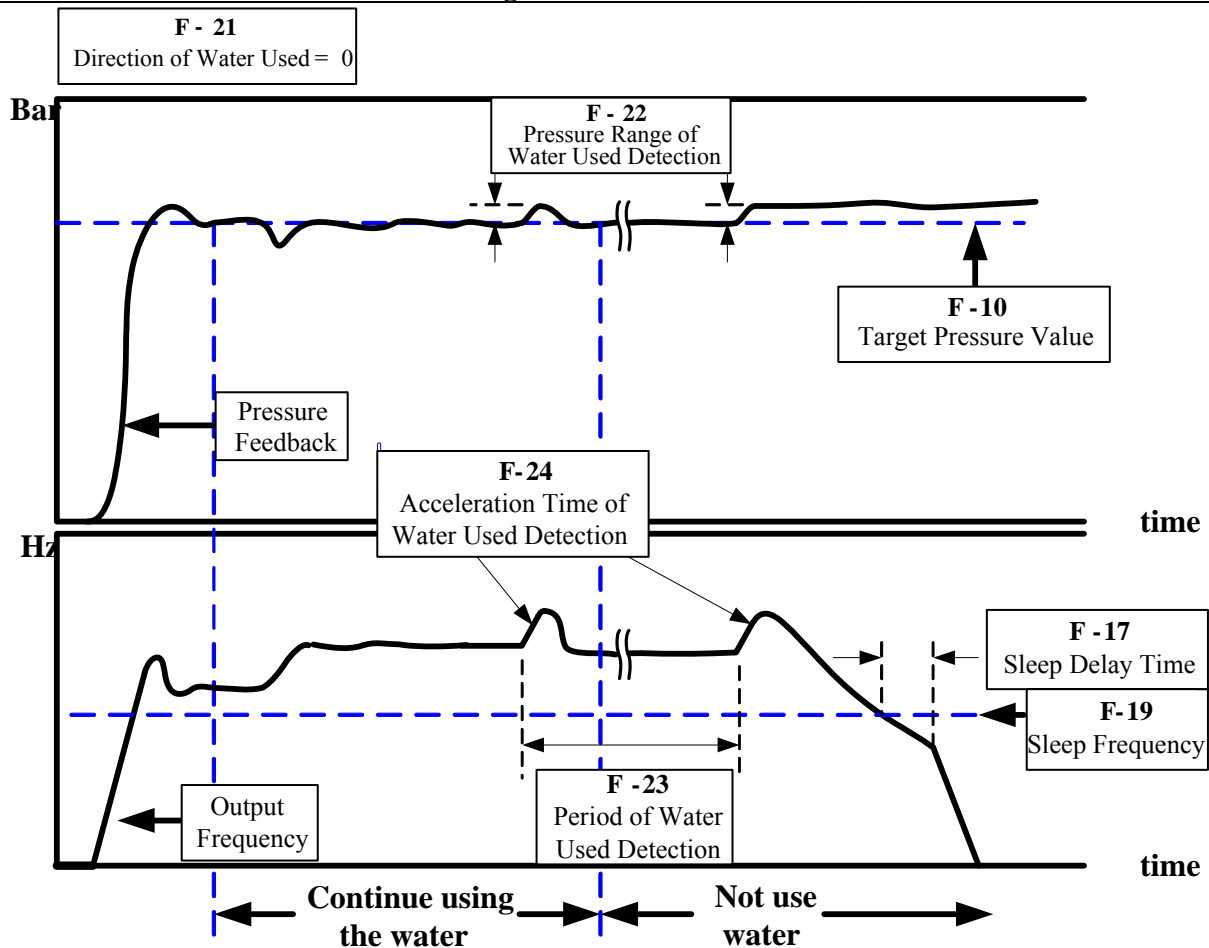 F - 21
Direction of Water Used = 0
Bar
F - 22
Pressure Range of
Water Used Detection
F -10
Target Pressure Value
Pressure
Feedback
F-24
Acceleration Time of
Water Used Detection
time
Hz
F -17
Sleep Delay Time
F-19
Sleep Frequency
F -23
Period of Water
Used Detection
Output
Frequency
time
Continue using
the water
Not use
water